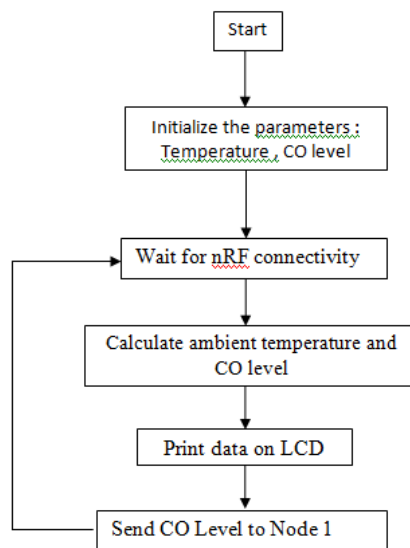 Start
Initialize the parameters :
Temperature , CO level
Wait for nRF connectivity
Calculate ambient temperature and
CO level
Print data on LCD
Send CO Level to Node 1